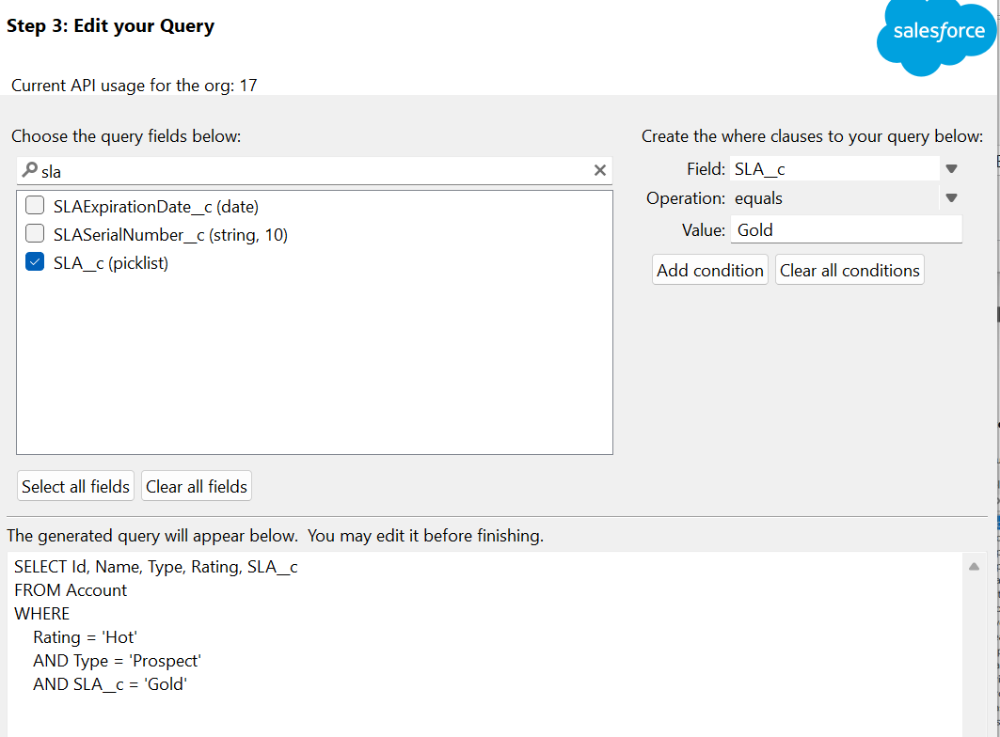 Step 3: Edit your Query
salesforce
Current API usage for the org: 17
Choose the query fields below:
sla
SLAExpirationDate__c (date)
SLASerialNumber__c (string, 10)
SLA__c (picklist)
Select all fields
Clear all fields
Create the where clauses to your query below:
Field: SLA__c
Operation: equals
Value: Gold
Add condition
Clear all conditions
The generated query will appear below.  You may edit it before finishing.
SELECT Id, Name, Type, Rating, SLA__c
FROM Account
WHERE
    Rating = 'Hot'
    AND Type = 'Prospect'
    AND SLA__c = 'Gold'